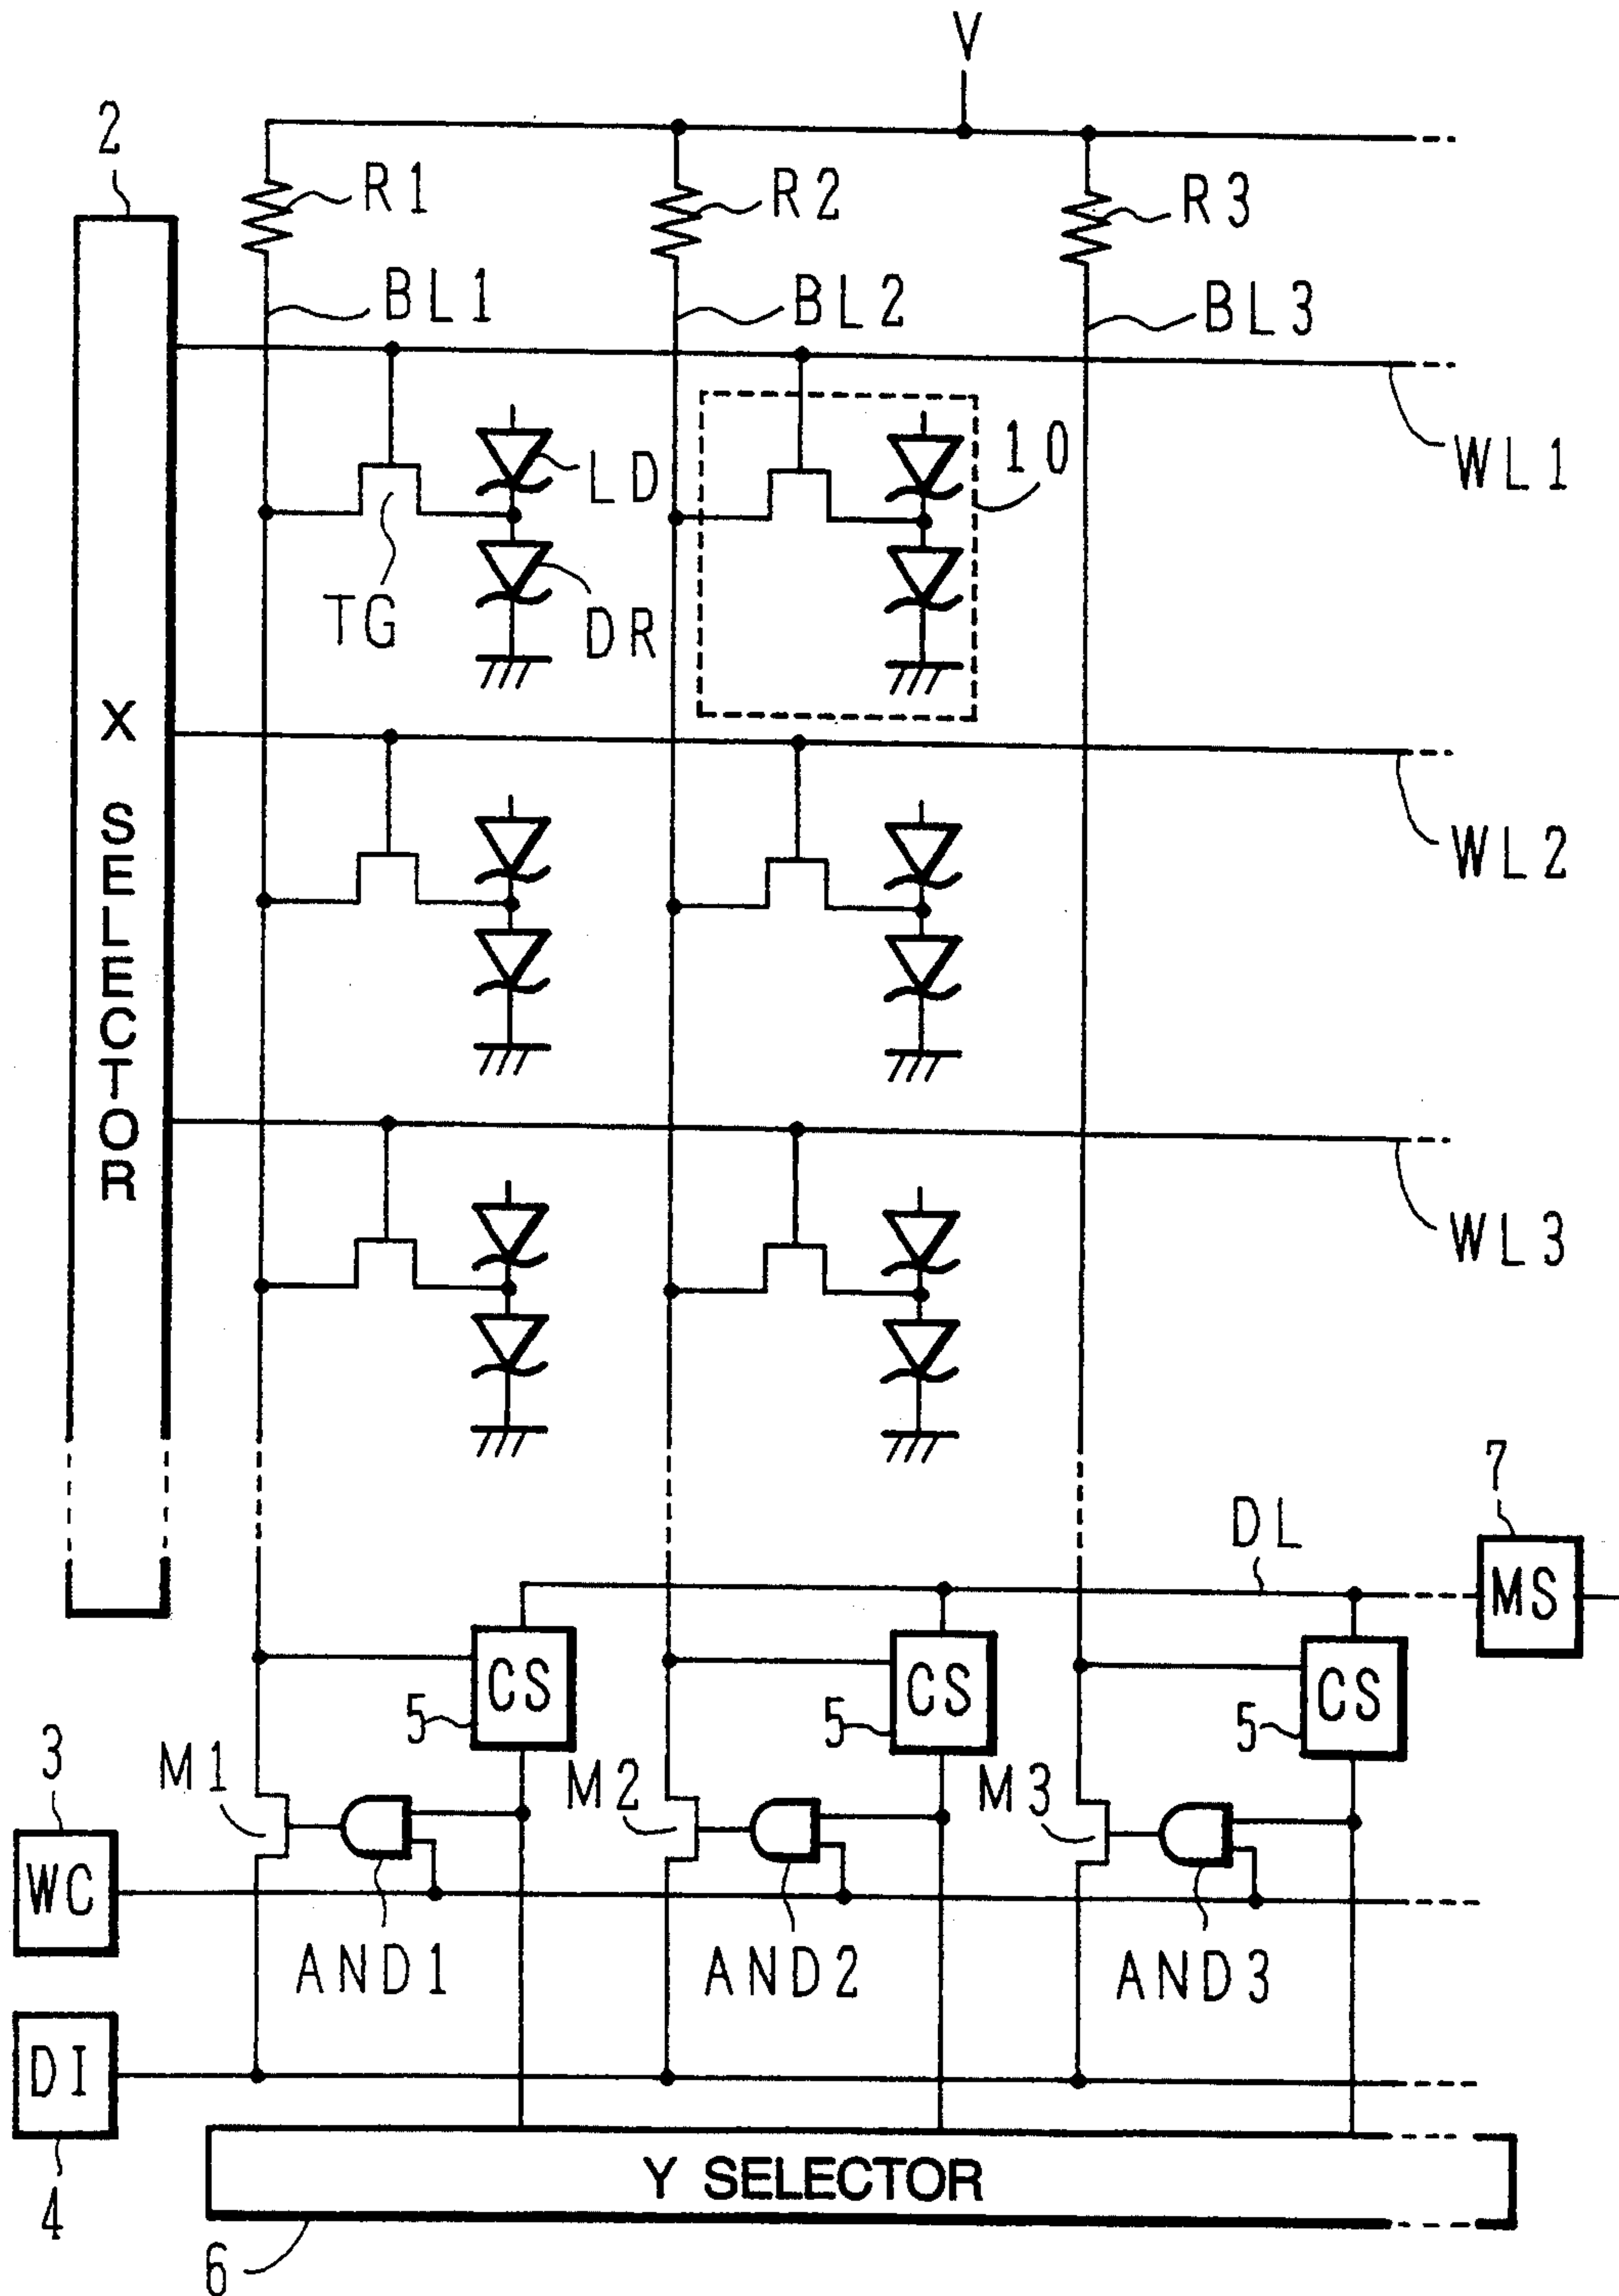 V
2
R1
R2
R3
BL1
BL2
BL3
WL1
LD
10
TG
DR
X SELECTOR
WL2
WL3
7
DL
MS
CS
CS
CS
5
5
5
3
M1
M2
M3
WC
AND1
AND2
AND3
DI
4
Y SELECTOR
6